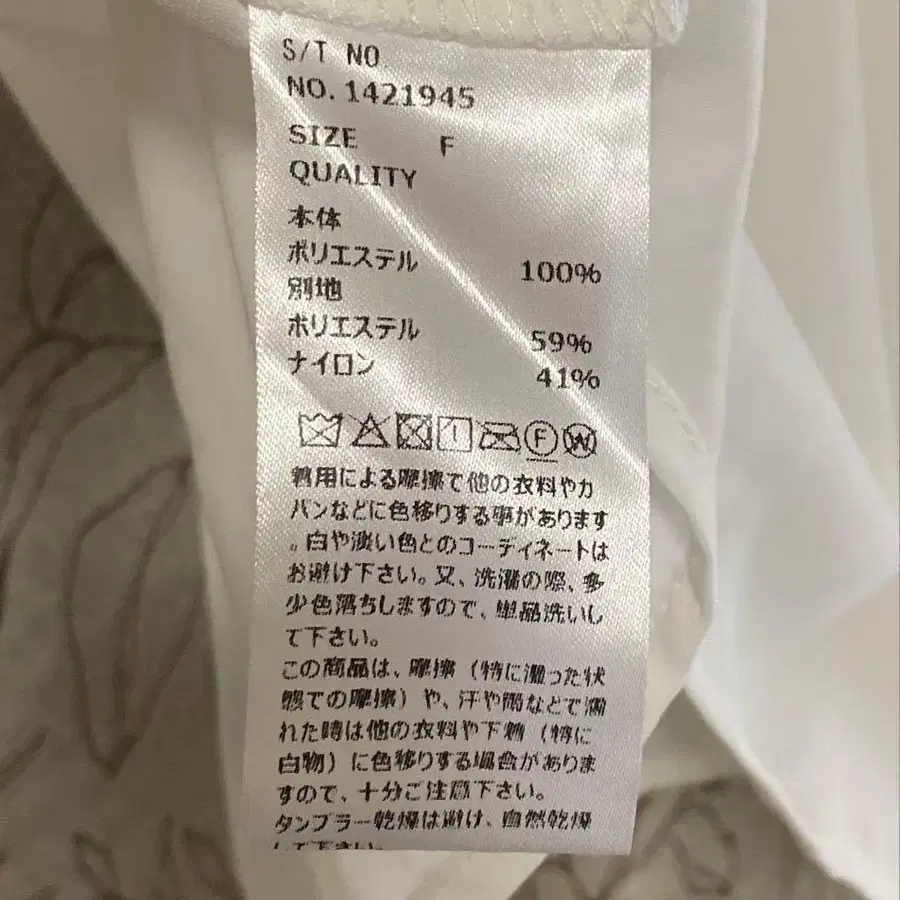 S/T NO
NO. 1421945
SIZE F
QUALITY
本体
ポリエステル 100%
別地
ポリエステル 59%
ナイロン 41%
F W
着用による摩擦で他の衣料やカ
バンなどに色移りする事があります
。白や淡い色とのコーディネートは
お避け下さい。又、洗濯の際、多
少色落ちしますので、単品洗いし
て下さい。
この商品は、摩擦（特に濡った状
態での摩擦）や、汗や雨などで濡
れた時は他の衣料や下着（特に
白物）に色移りする場合がありま
すので、十分ご注意下さい。
タンブラー乾燥は避け、自然乾燥
して下さい。